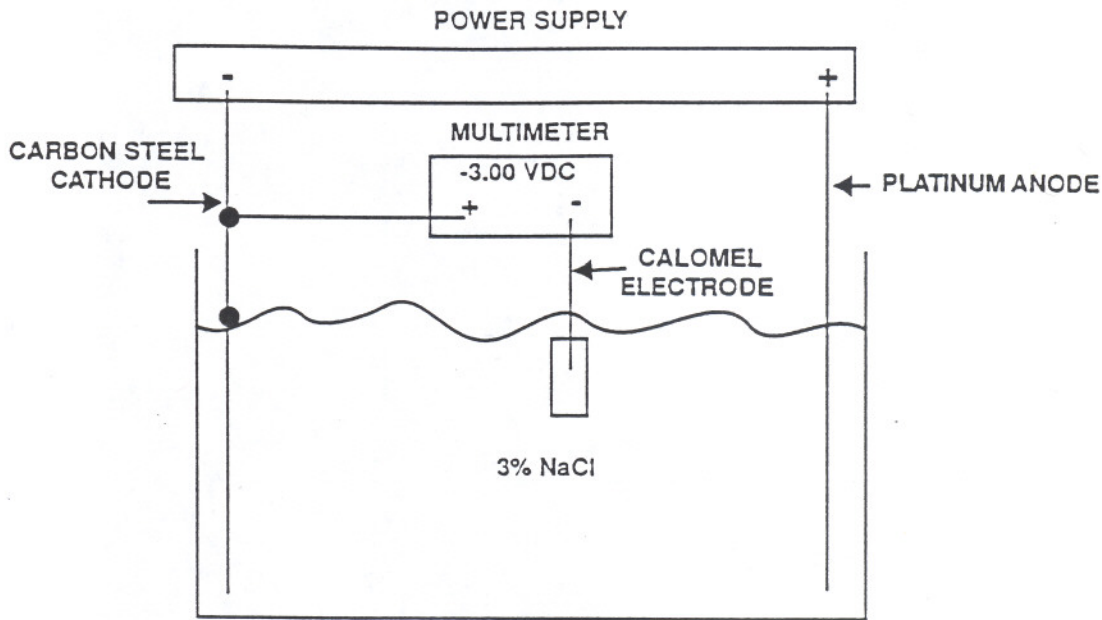 POWER SUPPLY
- +
MULTIMETER
-3.00 VDC
+ -
CARBON STEEL
CATHODE
PLATINUM ANODE
CALOMEL
ELECTRODE
3% NaCl